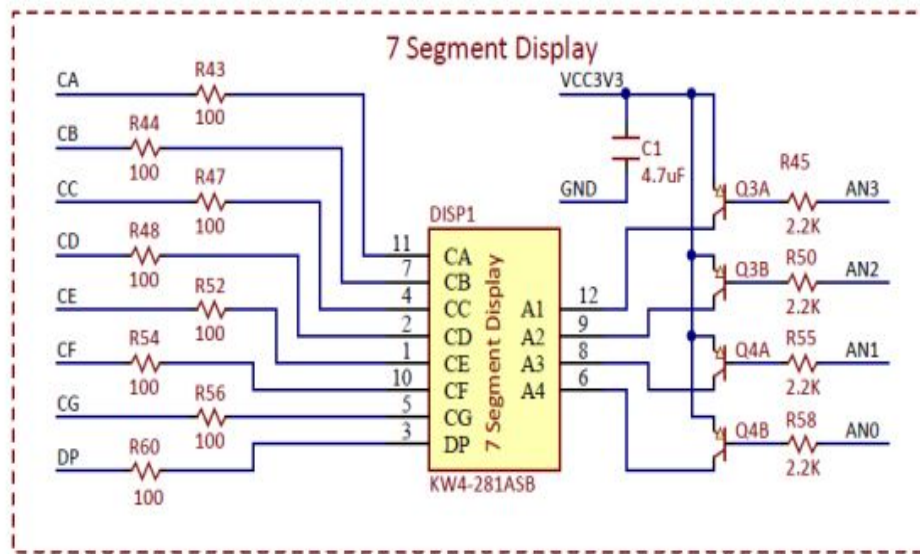 7 Segment Display
CA
R43
100
CB
R44
100
CC
R47
100
CD
R48
100
CE
R52
100
CF
R54
100
CG
R56
100
DP
R60
100
VCC3V3
C1
4.7uF
GND
DISP1
11 CA
7 CB
4 CC
2 CD
1 CE
10 CF
5 CG
3 DP
7 Segment Display
A1 12
A2 9
A3 8
A4 6
KW4-281ASB
Q3A
R45
2.2K
AN3
Q3B
R50
2.2K
AN2
Q4A
R55
2.2K
AN1
Q4B
R58
2.2K
AN0